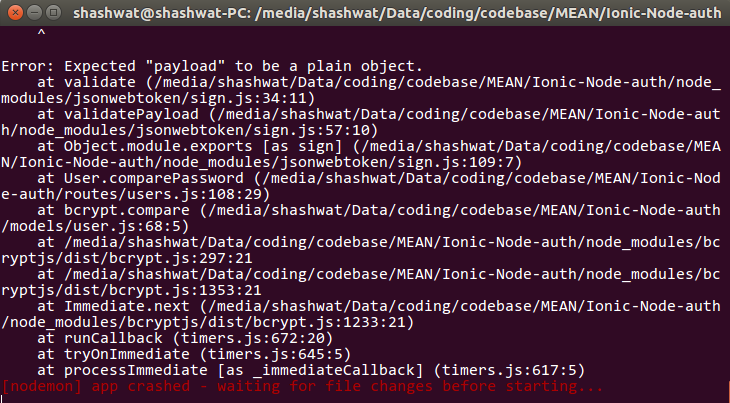 shashwat@shashwat-PC: /media/shashwat/Data/coding/codebase/MEAN/Ionic-Node-auth
^
Error: Expected "payload" to be a plain object.
at validate (/media/shashwat/Data/coding/codebase/MEAN/Ionic-Node-auth/node_
modules/jsonwebtoken/sign.js:34:11)
at validatePayload (/media/shashwat/Data/coding/codebase/MEAN/Ionic-Node-aut
h/node_modules/jsonwebtoken/sign.js:57:10)
at Object.module.exports [as sign] (/media/shashwat/Data/coding/codebase/MEA
N/Ionic-Node-auth/node_modules/jsonwebtoken/sign.js:109:7)
at User.comparePassword (/media/shashwat/Data/coding/codebase/MEAN/Ionic-Nod
e-auth/routes/users.js:108:29)
at bcrypt.compare (/media/shashwat/Data/coding/codebase/MEAN/Ionic-Node-auth
/models/user.js:68:5)
at /media/shashwat/Data/coding/codebase/MEAN/Ionic-Node-auth/node_modules/bc
ryptjs/dist/bcrypt.js:297:21
at /media/shashwat/Data/coding/codebase/MEAN/Ionic-Node-auth/node_modules/bc
ryptjs/dist/bcrypt.js:1353:21
at Immediate.next (/media/shashwat/Data/coding/codebase/MEAN/Ionic-Node-auth
/node_modules/bcryptjs/dist/bcrypt.js:1233:21)
at runCallback (timers.js:672:20)
at tryOnImmediate (timers.js:645:5)
at processImmediate [as _immediateCallback] (timers.js:617:5)
[nodemon] app crashed - waiting for file changes before starting...